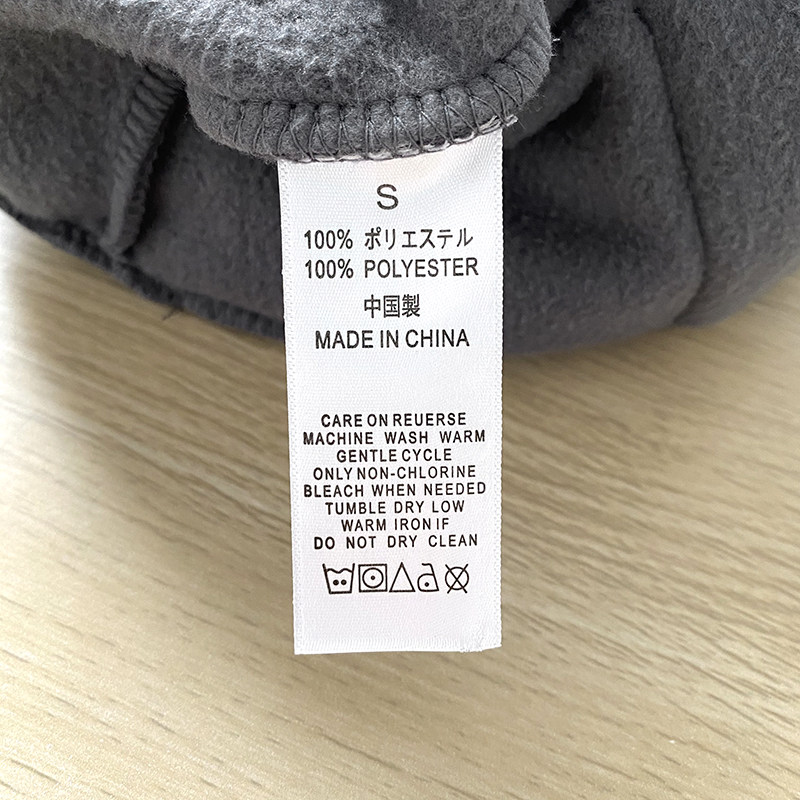 S
100% ポリエステル
100% POLYESTER
中国製
MADE IN CHINA
CARE ON REUERSE
MACHINE WASH WARM
GENTLE CYCLE
ONLY NON-CHLORINE
BLEACH WHEN NEEDED
TUMBLE DRY LOW
WARM IRON IF
DO NOT DRY CLEAN